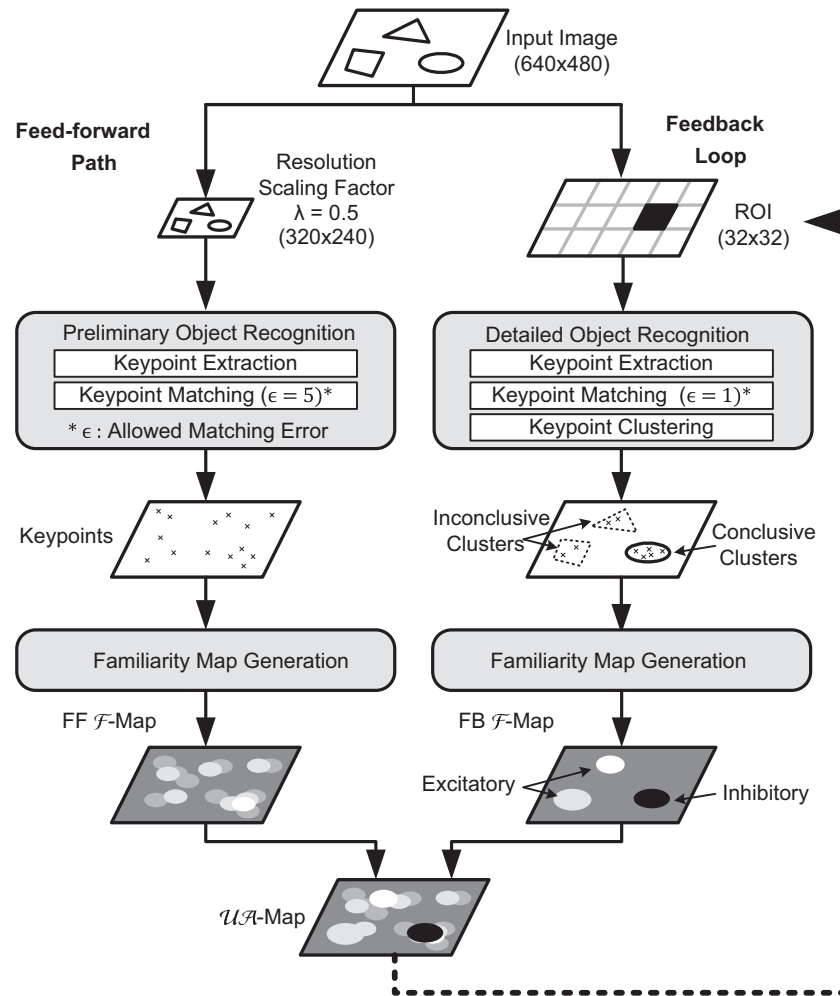 Input Image
(640x480)
Feed-forward
Path
Resolution
Scaling Factor
λ = 0.5
(320x240)
Feedback
Loop
ROI
(32x32)
Preliminary Object Recognition
Keypoint Extraction
Keypoint Matching (ϵ = 5)*
* ϵ : Allowed Matching Error
Detailed Object Recognition
Keypoint Extraction
Keypoint Matching (ϵ = 1)*
Keypoint Clustering
Keypoints
Inconclusive
Clusters
Conclusive
Clusters
Familiarity Map Generation
Familiarity Map Generation
FF ℱ-Map
FB ℱ-Map
Excitatory
Inhibitory
𝒰𝒜-Map